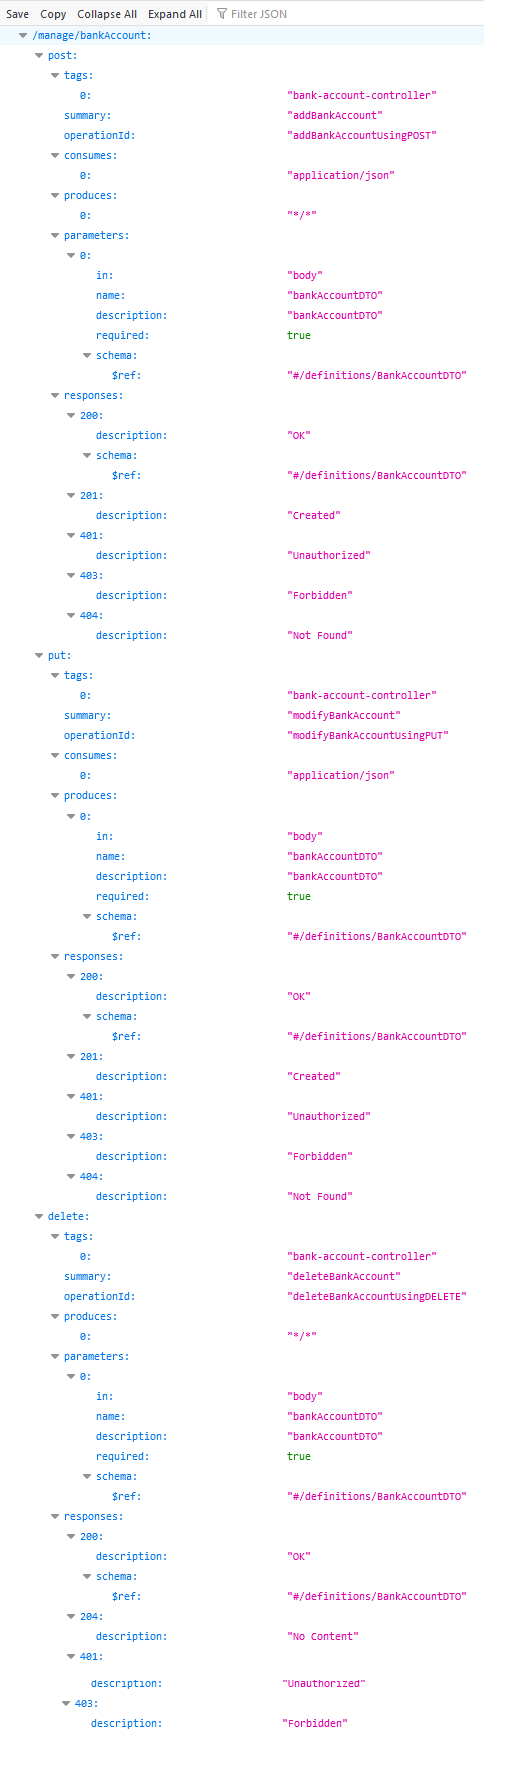 Save Copy Collapse All Expand All Filter JSON
/manage/bankAccount:
post:
tags:
0: "bank-account-controller"
summary: "addBankAccount"
operationId: "addBankAccountUsingPOST"
consumes:
0: "application/json"
produces:
0: "*/*"
parameters:
0:
in: "body"
name: "bankAccountDTO"
description: "bankAccountDTO"
required: true
schema:
$ref: "#/definitions/BankAccountDTO"
responses:
200:
description: "OK"
schema:
$ref: "#/definitions/BankAccountDTO"
201:
description: "Created"
401:
description: "Unauthorized"
403:
description: "Forbidden"
404:
description: "Not Found"
put:
tags:
0: "bank-account-controller"
summary: "modifyBankAccount"
operationId: "modifyBankAccountUsingPUT"
consumes:
0: "application/json"
produces:
0:
in: "body"
name: "bankAccountDTO"
description: "bankAccountDTO"
required: true
schema:
$ref: "#/definitions/BankAccountDTO"
responses:
200:
description: "OK"
schema:
$ref: "#/definitions/BankAccountDTO"
201:
description: "Created"
401:
description: "Unauthorized"
403:
description: "Forbidden"
404:
description: "Not Found"
delete:
tags:
0: "bank-account-controller"
summary: "deleteBankAccount"
operationId: "deleteBankAccountUsingDELETE"
produces:
0: "*/*"
parameters:
0:
in: "body"
name: "bankAccountDTO"
description: "bankAccountDTO"
required: true
schema:
$ref: "#/definitions/BankAccountDTO"
responses:
200:
description: "OK"
schema:
$ref: "#/definitions/BankAccountDTO"
204:
description: "No Content"
401:
description: "Unauthorized"
403:
description: "Forbidden"